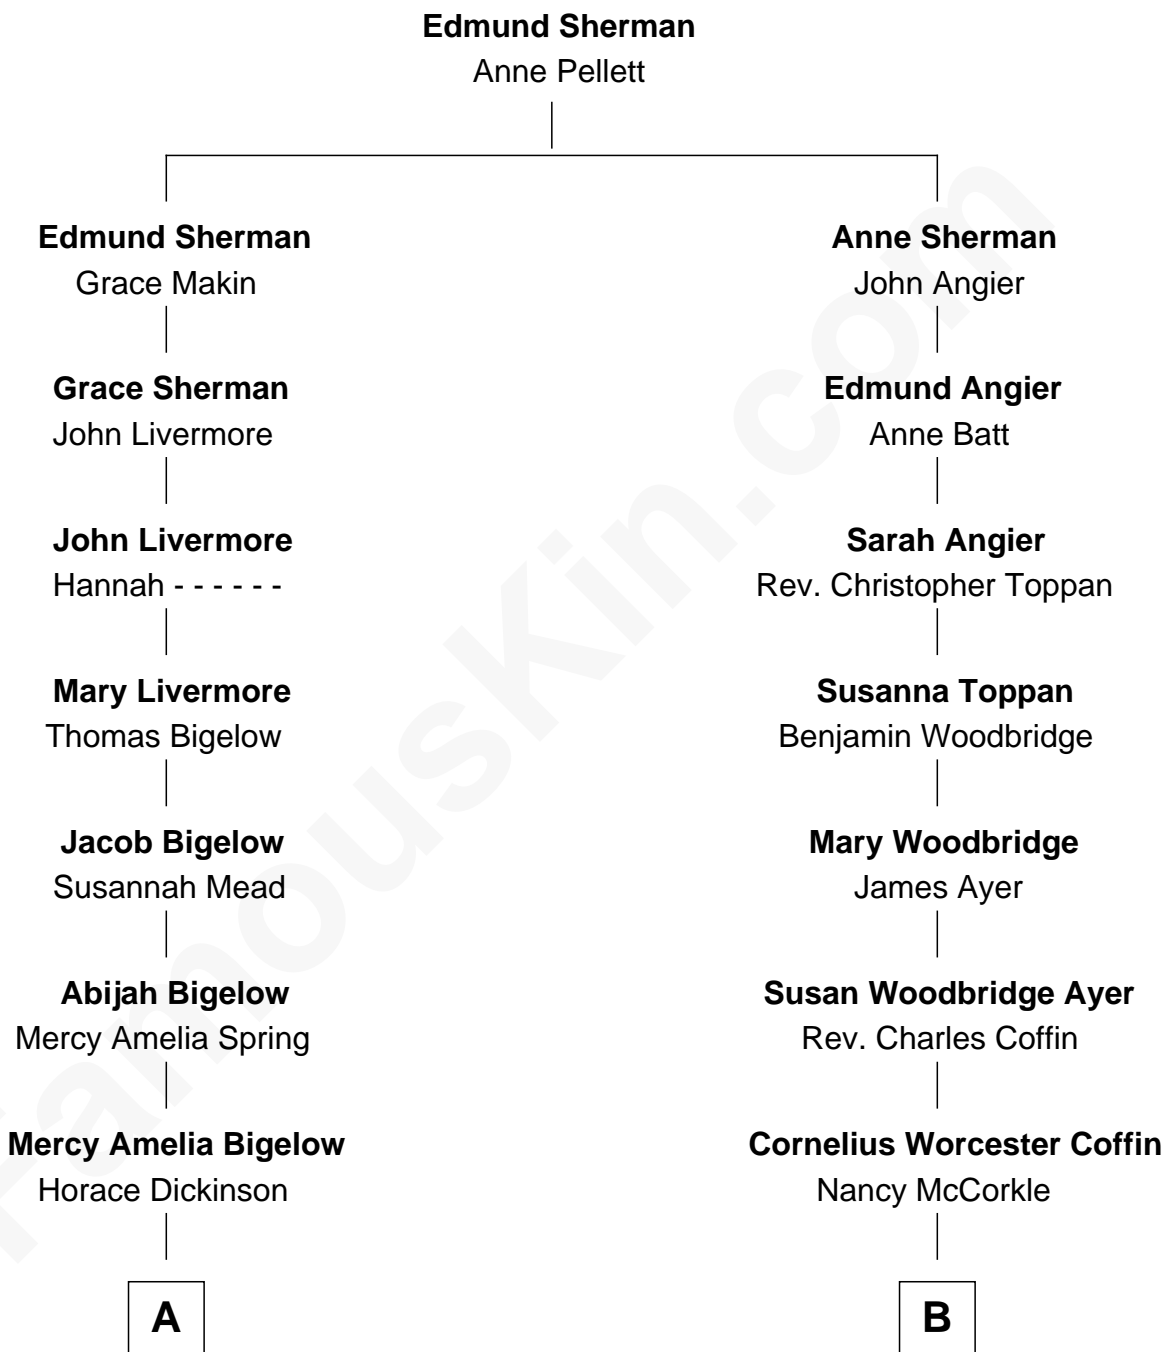 Edmund Sherman
Anne Pellett
Edmund Sherman
Grace Makin
Anne Sherman
John Angier
Grace Sherman
John Livermore
Edmund Angier
Anne Batt
John Livermore
Hannah - - - - - -
Sarah Angier
Rev. Christopher Toppan
Mary Livermore
Thomas Bigelow
Susanna Toppan
Benjamin Woodbridge
Jacob Bigelow
Susannah Mead
Mary Woodbridge
James Ayer
Abijah Bigelow
Mercy Amelia Spring
Susan Woodbridge Ayer
Rev. Charles Coffin
Mercy Amelia Bigelow
Horace Dickinson
Cornelius Worcester Coffin
Nancy McCorkle
A
B
FamousKin.com